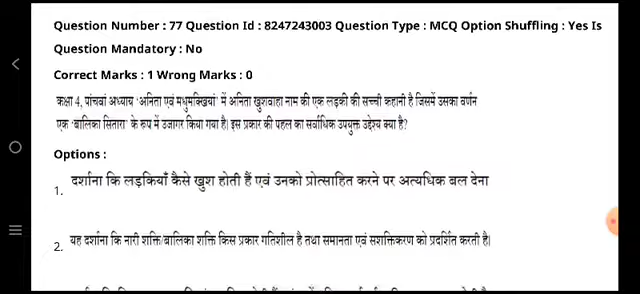 Question Number : 77 Question Id : 8247243003 Question Type : MCQ Option Shuffling : Yes Is
Question Mandatory : No
Correct Marks : 1 Wrong Marks : 0
कक्षा 4, पांचवां अध्याय 'अनिता एवं मधुमक्खियां' में अनिता खुशवाहा नाम की एक लड़की की सच्ची कहानी है जिसमें उसका वर्णन
एक 'बालिका सितारा' के रूप में उजागर किया गया है। इस प्रकार की पहल का सर्वाधिक उपयुक्त उद्देश्य क्या है?
Options :
1. दर्शाना कि लड़कियाँ कैसे खुश होती हैं एवं उनको प्रोत्साहित करने पर अत्यधिक बल देना
2. यह दर्शाना कि नारी शक्ति/बालिका शक्ति किस प्रकार गतिशील है तथा समानता एवं सशक्तिकरण को प्रदर्शित करती है।